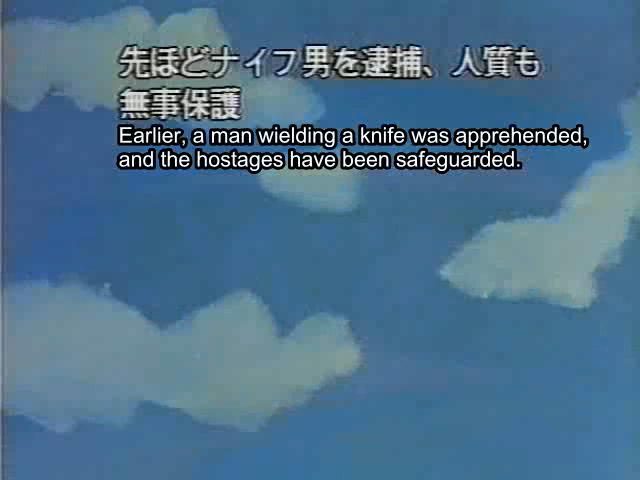 先ほどナイフ男を逮捕、人質も
無事保護
Earlier, a man wielding a knife was apprehended,
and the hostages have been safeguarded.